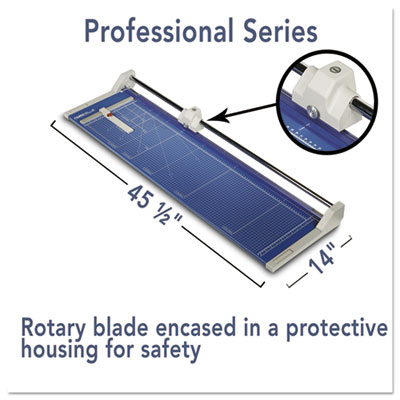 Professional Series
45 ½"
14"
Rotary blade encased in a protective
housing for safety